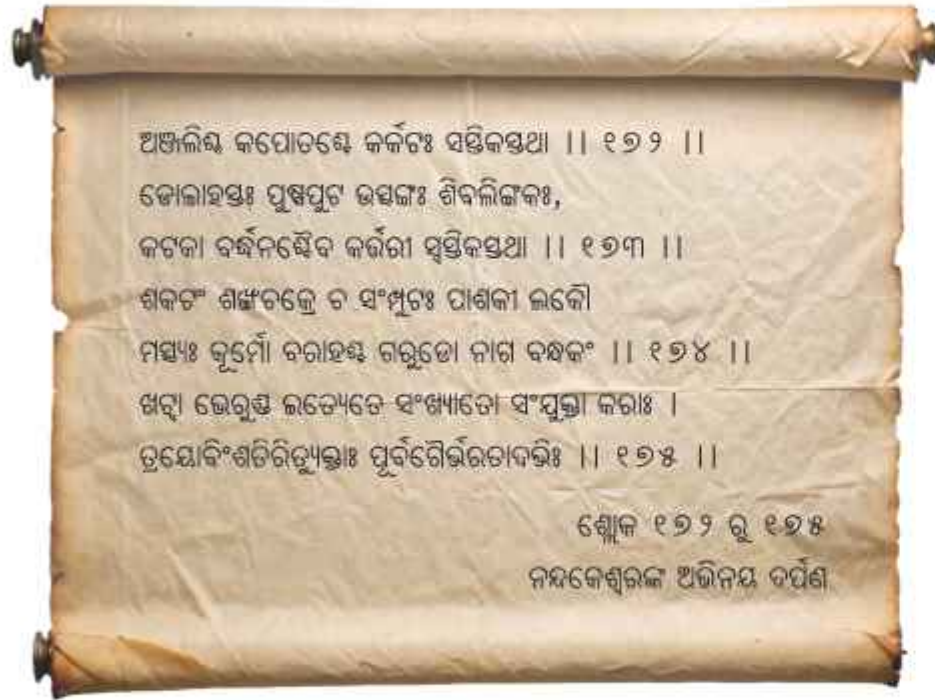 ଅଞ୍ଜଳିଶ୍ଚ କପୋତଶ୍ଚେ କର୍କଟଃ ସସ୍ତିକସ୍ତଥା || ୧୭୨ ||
ଡୋଲାହସ୍ତଃ ପୁଷ୍ପପୁଟ ଉତ୍ସଙ୍ଗଃ ଶିବଲିଙ୍ଗକଃ,
କଟକା ବର୍ଦ୍ଧନଶ୍ଚୈବ କର୍ତ୍ତରୀ ସ୍ୱସ୍ତିକସ୍ତଥା || ୧୭୩ ||
ଶକଟଂ ଶଙ୍ଖଚକ୍ରେ ଚ ସଂମ୍ପୁଟଃ ପାଶକୀ ଲକୌ
ମତ୍ସ୍ୟଃ କୂର୍ମୋ ବରାହଶ୍ଚ ଗରୁଡୋ ନାଗ ବନ୍ଧକଂ || ୧୭୪ ||
ଖଟ୍ୱା ଭେରୁଣ୍ଡ ଇତ୍ୟେତେ ସଂଖ୍ୟାତୋ ସଂଯୁକ୍ତା କରାଃ |
ତ୍ରୟୋବିଂଶତିରିତ୍ୟୁକ୍ତାଃ ପୂର୍ବଗୈର୍ଭରତାଦଭିଃ || ୧୭୫ ||
ଶ୍ଳୋକ ୧୭୨ ରୁ ୧୭୫
ନନ୍ଦକେଶ୍ୱରଙ୍କ ଅଭିନୟ ଦର୍ପଣ